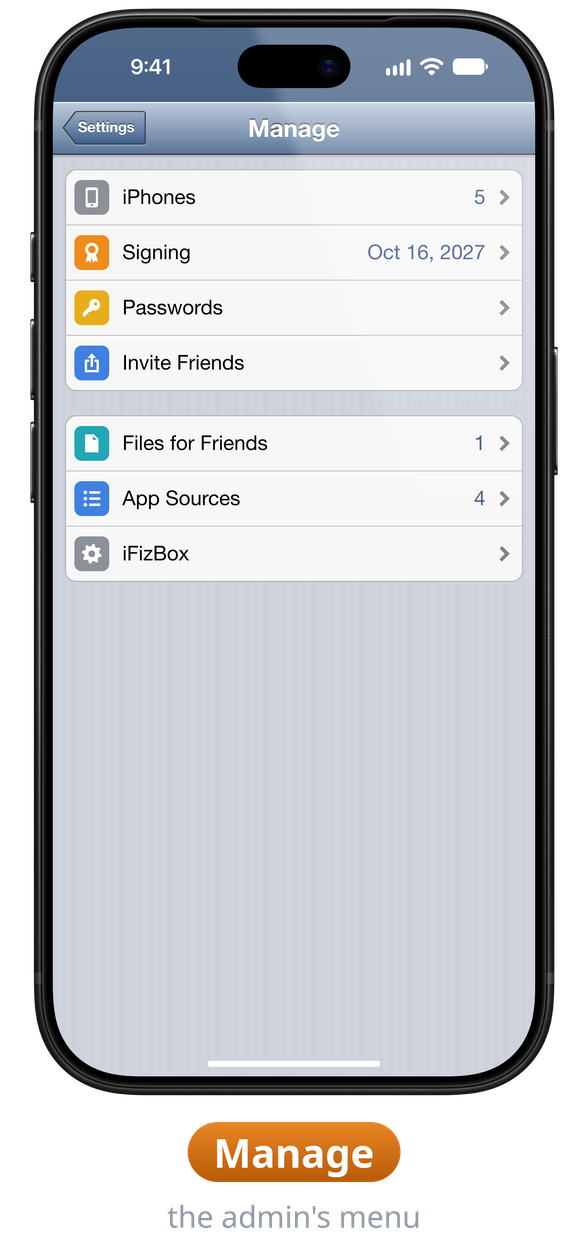 9:41
Settings
Manage
iPhones 5
Signing Oct 16, 2027
Passwords
Invite Friends
Files for Friends 1
App Sources 4
iFizBox
Manage
the admin's menu